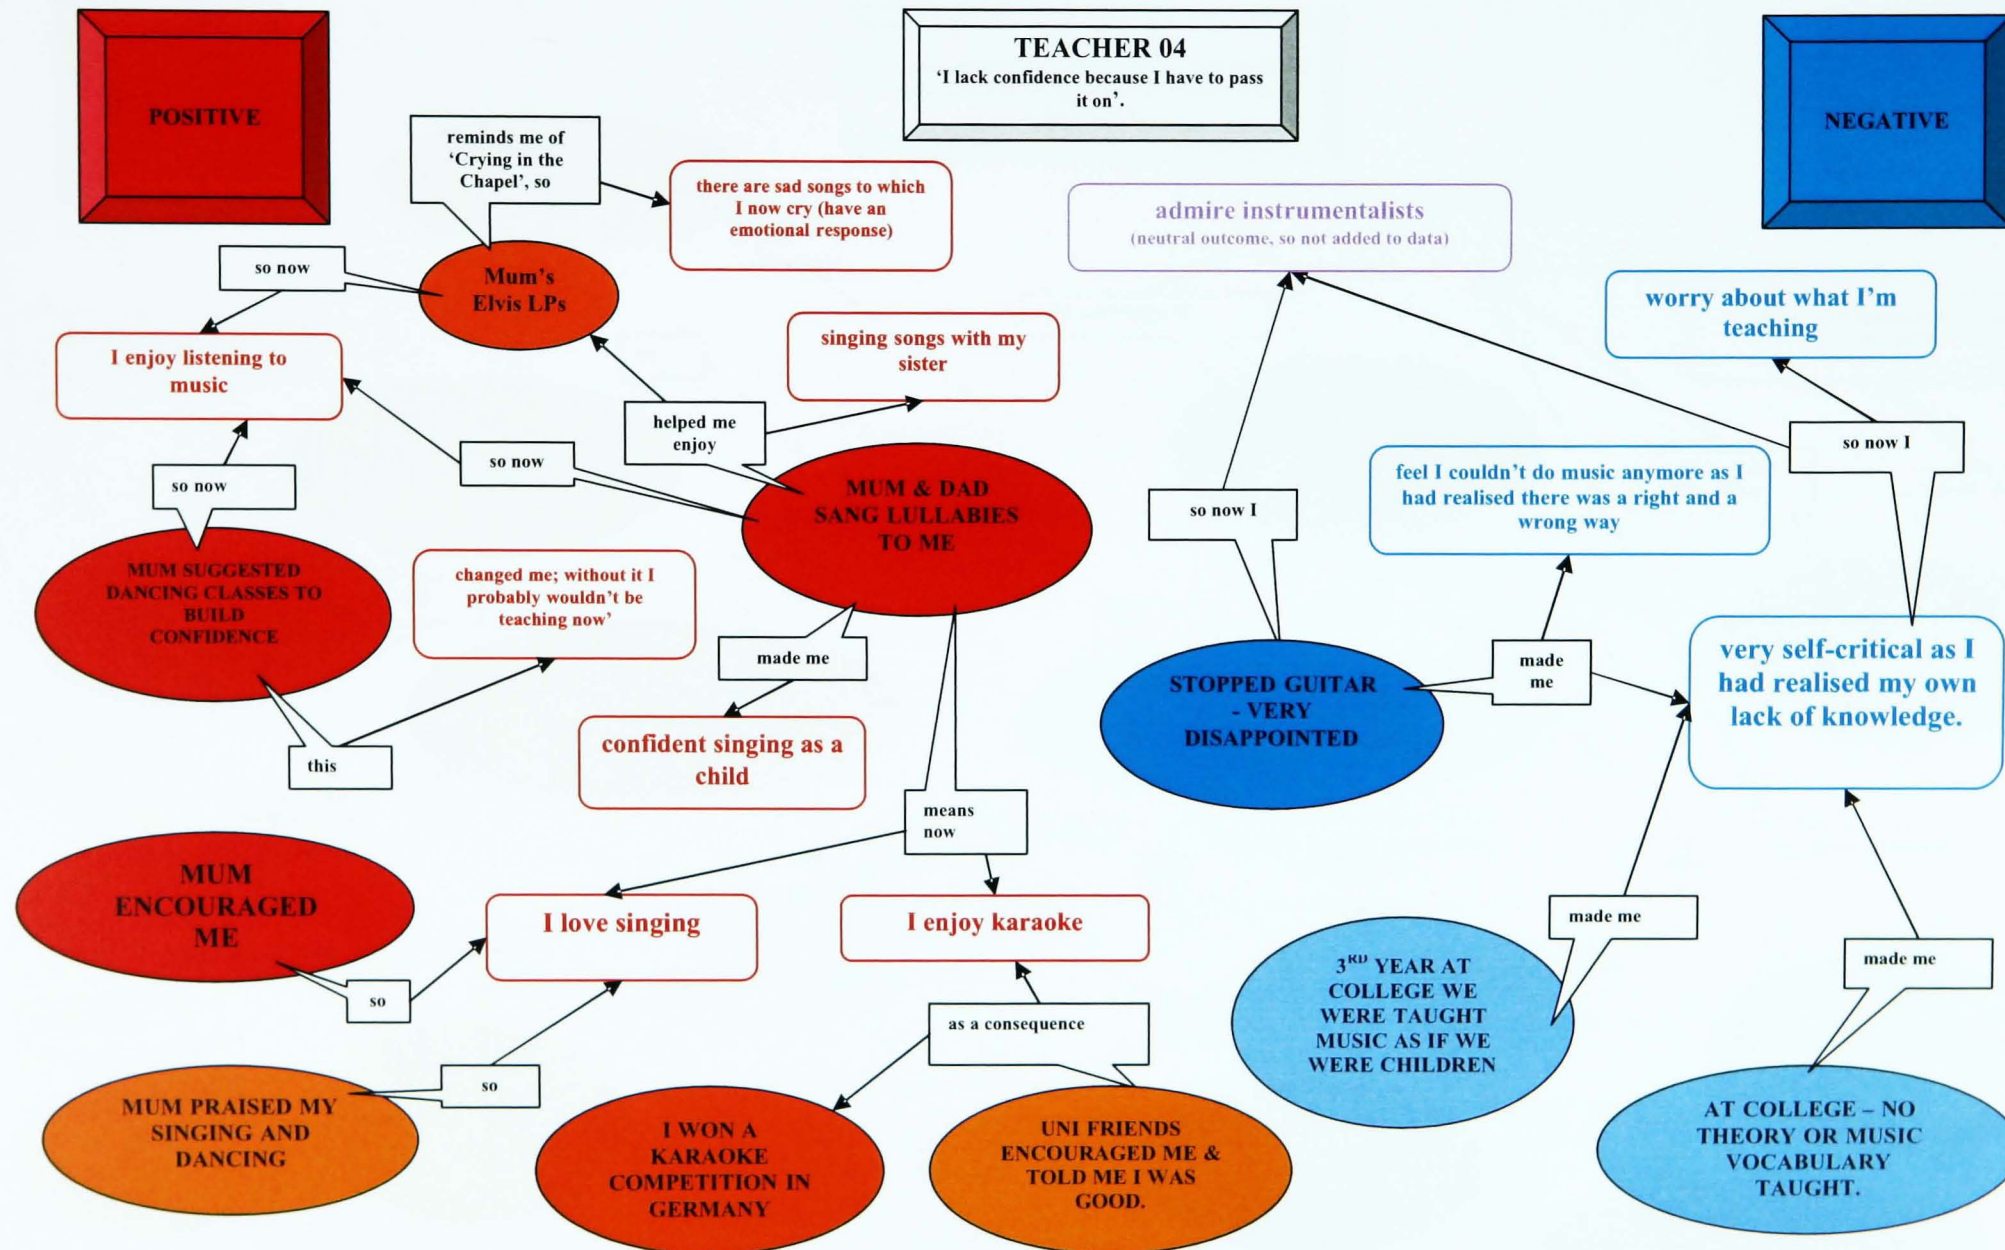 POSITIVE
TEACHER 04
‘I lack confidence because I have to pass
it on’.
NEGATIVE
reminds me of
‘Crying in the
Chapel’, so
there are sad songs to which
I now cry (have an
emotional response)
admire instrumentalists
(neutral outcome, so not added to data)
so now
Mum’s
Elvis LPs
worry about what I’m
teaching
I enjoy listening to
music
singing songs with my
sister
helped me
enjoy
so now I
so now
so now
feel I couldn’t do music anymore as I
had realised there was a right and a
wrong way
MUM & DAD
SANG LULLABIES
TO ME
so now I
MUM SUGGESTED
DANCING CLASSES TO
BUILD
CONFIDENCE
changed me; without it I
probably wouldn’t be
teaching now’
made me
made
me
very self-critical as I
had realised my own
lack of knowledge.
STOPPED GUITAR
- VERY
DISAPPOINTED
this
confident singing as a
child
means
now
MUM
ENCOURAGED
ME
I love singing
I enjoy karaoke
made me
so
3RD YEAR AT
COLLEGE WE
WERE TAUGHT
MUSIC AS IF WE
WERE CHILDREN
made me
as a consequence
so
MUM PRAISED MY
SINGING AND
DANCING
I WON A
KARAOKE
COMPETITION IN
GERMANY
UNI FRIENDS
ENCOURAGED ME &
TOLD ME I WAS
GOOD.
AT COLLEGE – NO
THEORY OR MUSIC
VOCABULARY
TAUGHT.